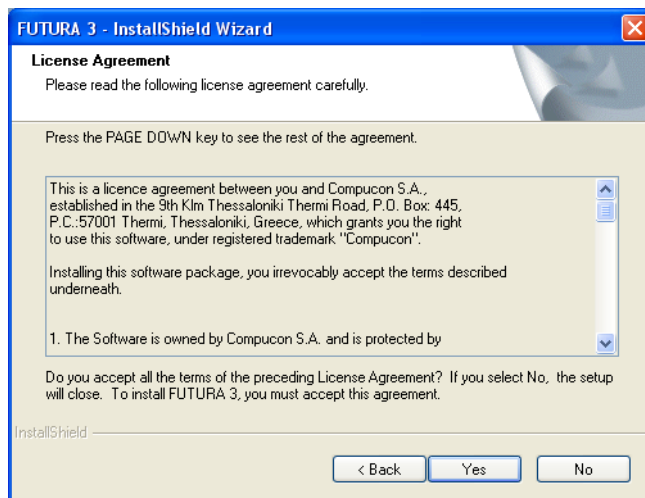 FUTURA 3 - InstallShield Wizard
License Agreement
Please read the following license agreement carefully.
Press the PAGE DOWN key to see the rest of the agreement.
This is a licence agreement between you and Compucon S.A.,
established in the 9th Klm Thessaloniki Thermi Road, P.O. Box: 445,
P.C.:57001 Thermi, Thessaloniki, Greece, which grants you the right
to use this software, under registered trademark "Compucon".
Installing this software package, you irrevocably accept the terms described
underneath.
1. The Software is owned by Compucon S.A. and is protected by
Do you accept all the terms of the preceding License Agreement? If you select No, the setup
will close. To install FUTURA 3, you must accept this agreement.
InstallShield
< Back Yes No